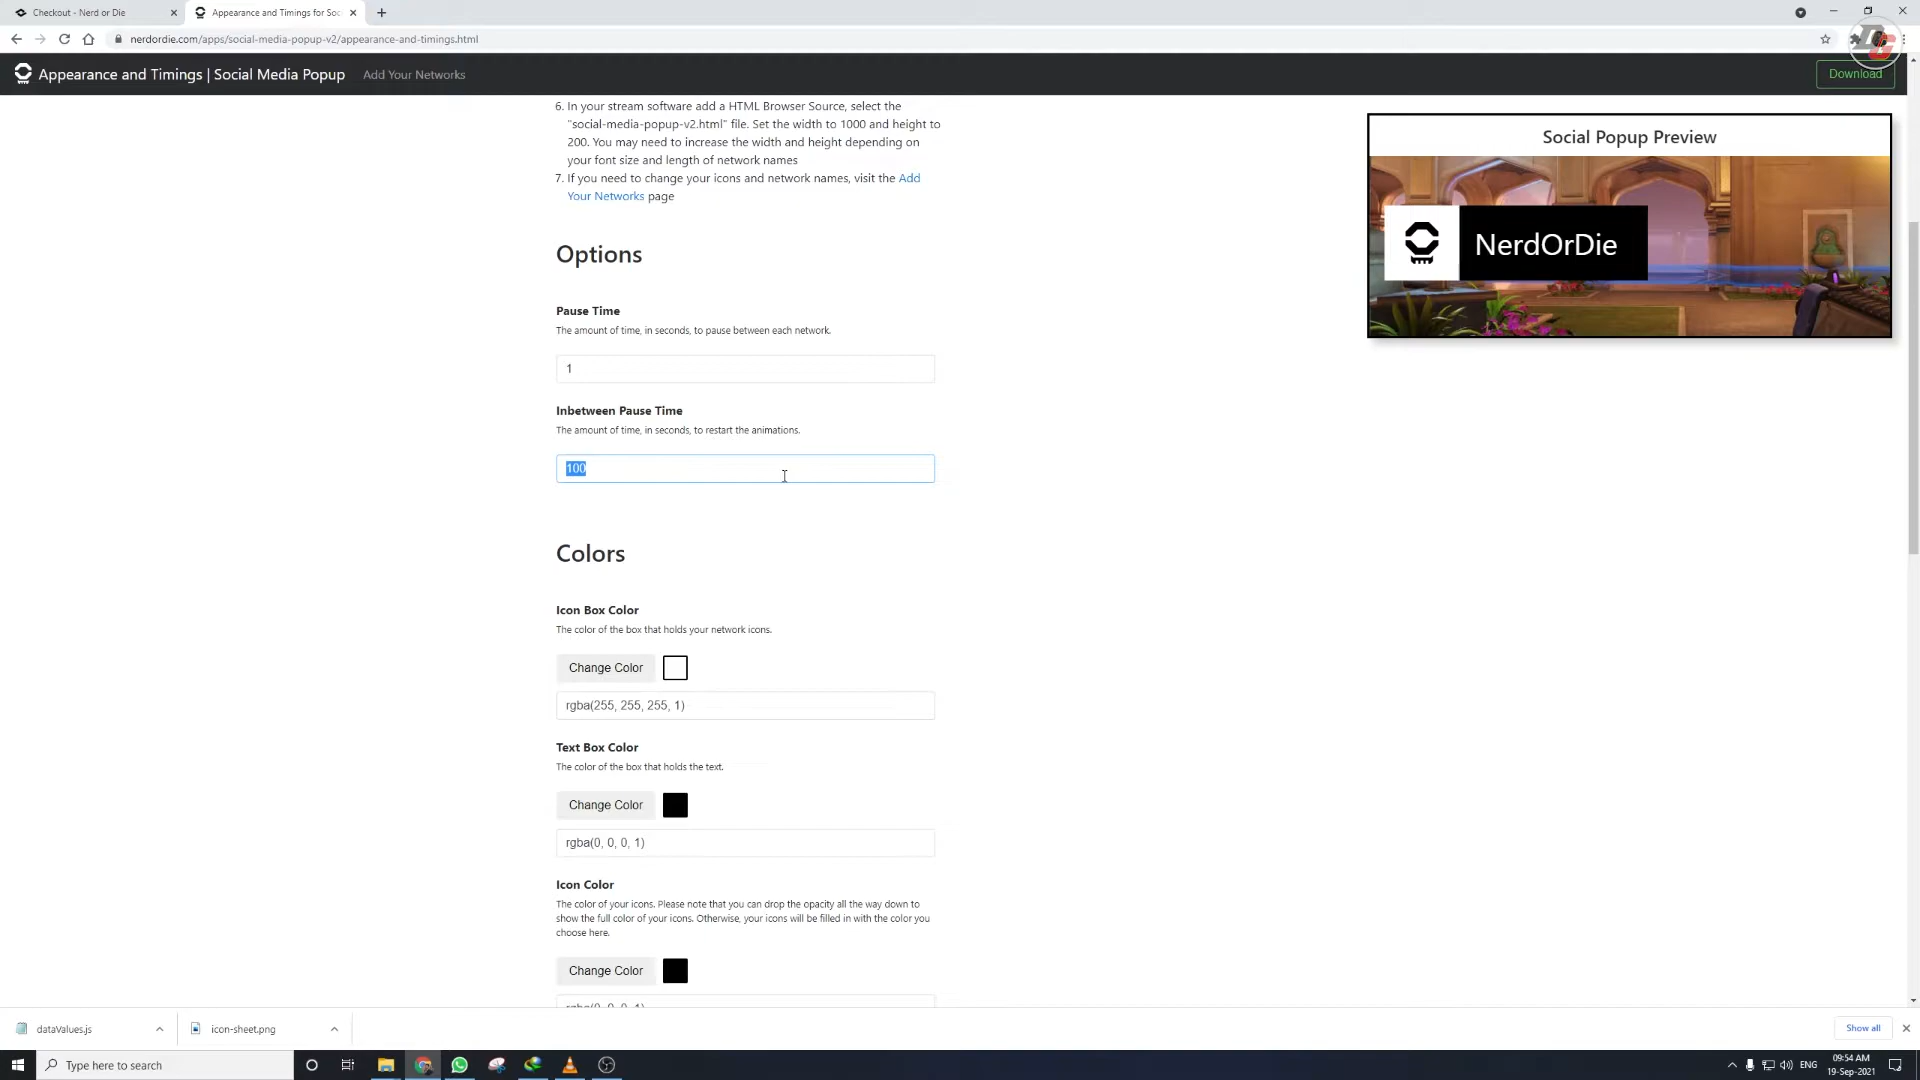 Checkout - Nerd or Die
Appearance and Timings for Soc
nerdordie.com/apps/social-media-popup-v2/appearance-and-timings.html
Appearance and Timings | Social Media Popup
Add Your Networks
Download
6. In your stream software add a HTML Browser Source, select the
"social-media-popup-v2.html" file. Set the width to 1000 and height to
200. You may need to increase the width and height depending on
your font size and length of network names
7. If you need to change your icons and network names, visit the Add
Your Networks page
Social Popup Preview
NerdOrDie
Options
Pause Time
The amount of time, in seconds, to pause between each network.
1
Inbetween Pause Time
The amount of time, in seconds, to restart the animations.
100
Colors
Icon Box Color
The color of the box that holds your network icons.
Change Color
rgba(255, 255, 255, 1)
Text Box Color
The color of the box that holds the text.
Change Color
rgba(0, 0, 0, 1)
Icon Color
The color of your icons. Please note that you can drop the opacity all the way down to
show the full color of your icons. Otherwise, your icons will be filled in with the color you
choose here.
Change Color
rgba(0, 0, 0, 1)
dataValues.js
icon-sheet.png
Show all
Type here to search
ENG
09:54 AM
19-Sep-2021